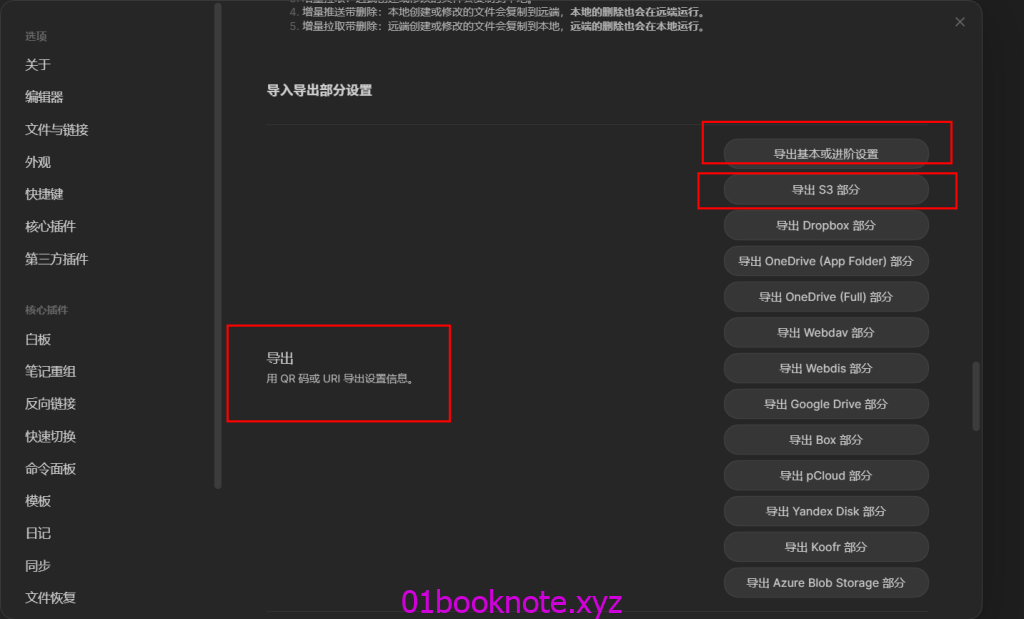 4. 增量推送带删除：本地创建或修改的文件会复制到远端，本地的删除也会在远端运行。
5. 增量拉取带删除：远端创建或修改的文件会复制到本地，远端的删除也会在本地运行。
选项
关于
编辑器
文件与链接
外观
快捷键
核心插件
第三方插件
核心插件
白板
笔记重组
反向链接
快速切换
命令面板
模板
日记
同步
文件恢复
导入导出部分设置
导出
用 QR 码或 URI 导出设置信息。
导出基本或进阶设置
导出 S3 部分
导出 Dropbox 部分
导出 OneDrive (App Folder) 部分
导出 OneDrive (Full) 部分
导出 Webdav 部分
导出 Webdis 部分
导出 Google Drive 部分
导出 Box 部分
导出 pCloud 部分
导出 Yandex Disk 部分
导出 Koofr 部分
导出 Azure Blob Storage 部分
01booknote.xyz